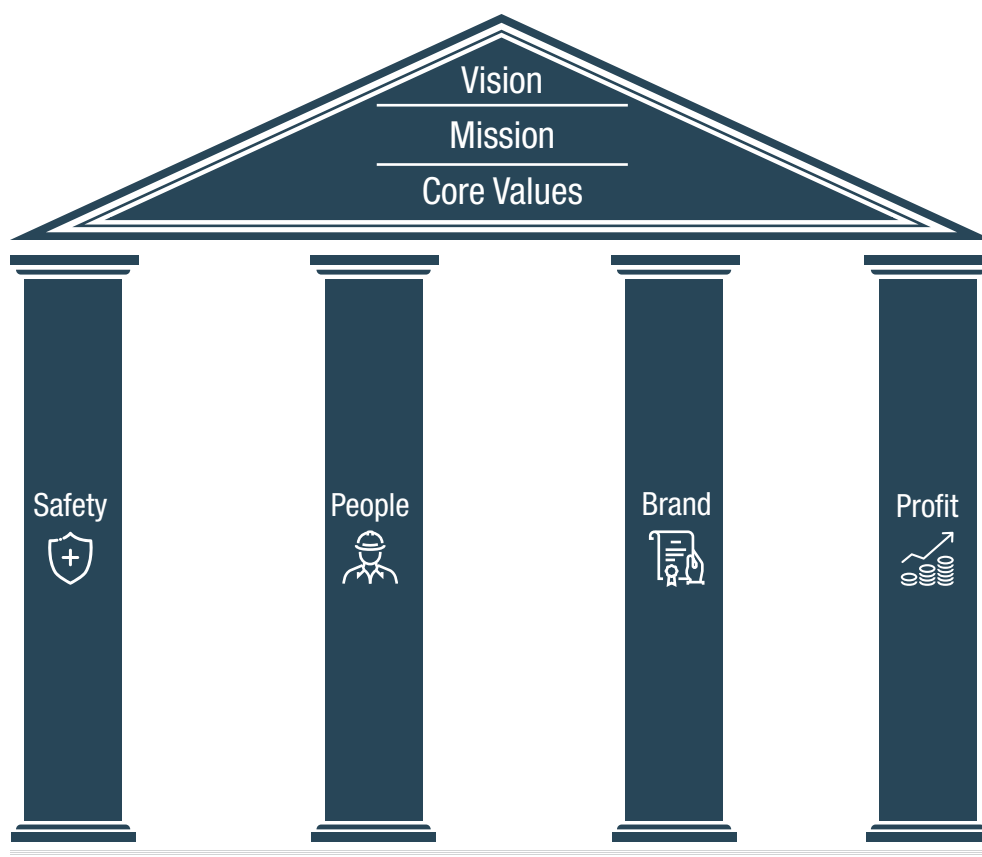 Vision
Mission
Core Values
Safety
People
Brand
Profit